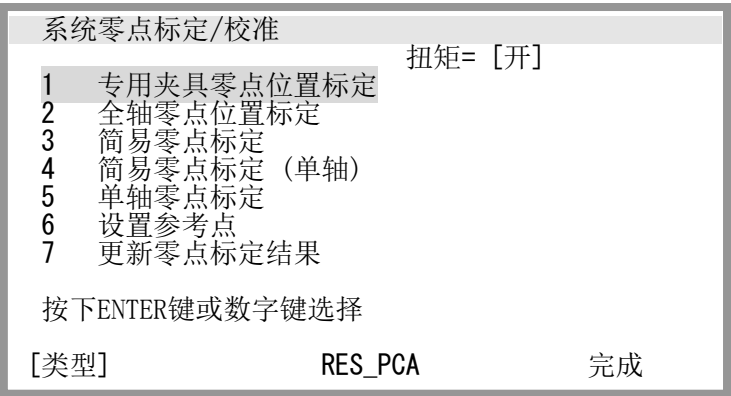 系统零点标定/校准
扭矩= [开]
1 专用夹具零点位置标定
2 全轴零点位置标定
3 简易零点标定
4 简易零点标定 (单轴)
5 单轴零点标定
6 设置参考点
7 更新零点标定结果
按下ENTER键或数字键选择
[类型] RES_PCA 完成